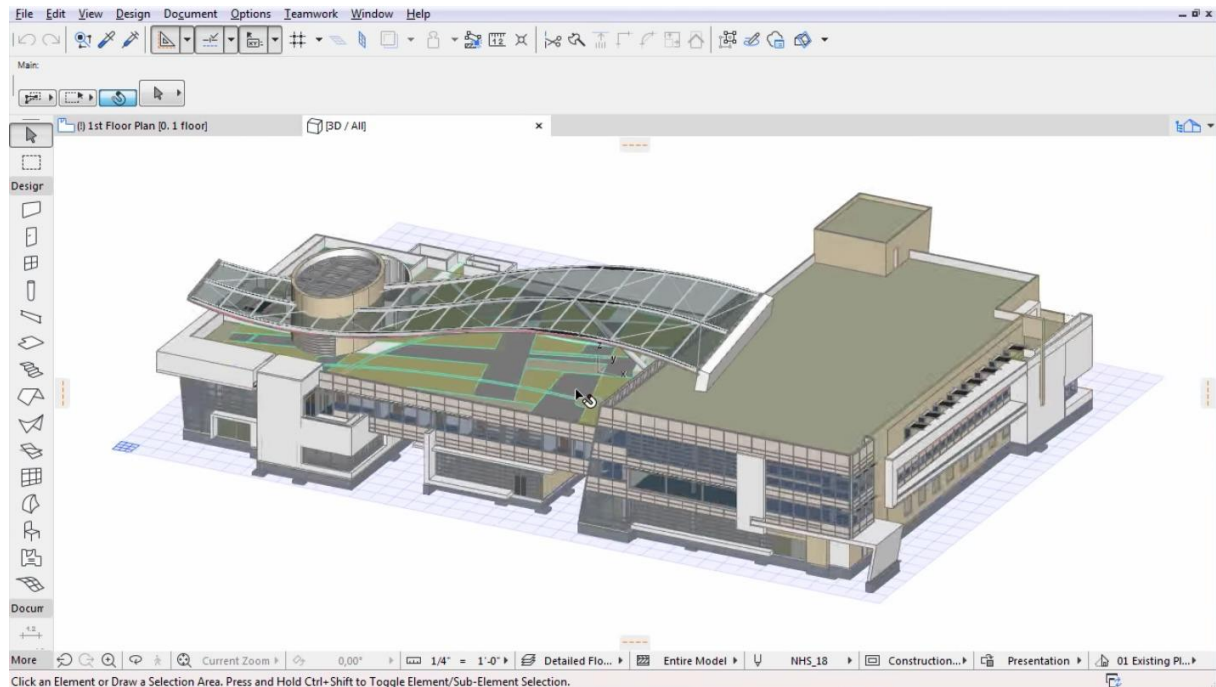 File Edit View Design Document Options Teamwork Window Help
Main:
(!) 1st Floor Plan [0. 1 floor]
[3D / All]
Design
y
x
Docum
More
Current Zoom
0,00°
1/4" = 1'-0"
Detailed Flo...
Entire Model
NHS_18
Construction...
Presentation
01 Existing Pl...
Click an Element or Draw a Selection Area. Press and Hold Ctrl+Shift to Toggle Element/Sub-Element Selection.